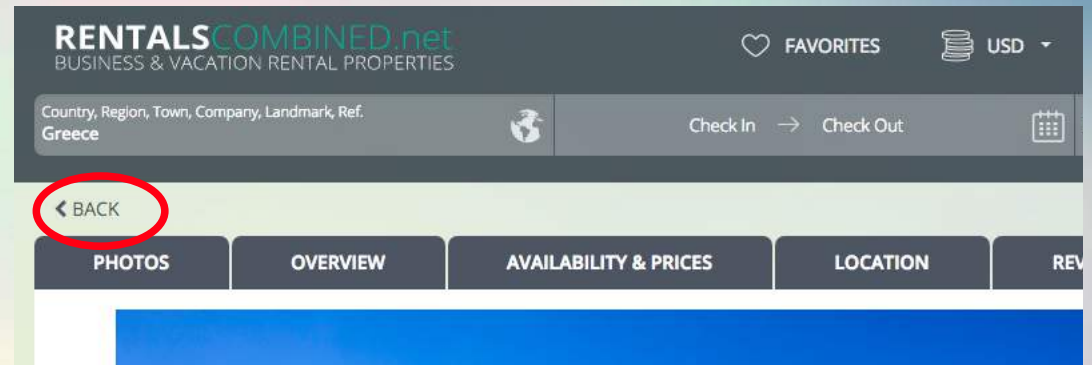 RENTALSCOMBINED.net
BUSINESS & VACATION RENTAL PROPERTIES
FAVORITES
USD
Country, Region, Town, Company, Landmark, Ref.
Greece
Check In → Check Out
BACK
PHOTOS
OVERVIEW
AVAILABILITY & PRICES
LOCATION
REV